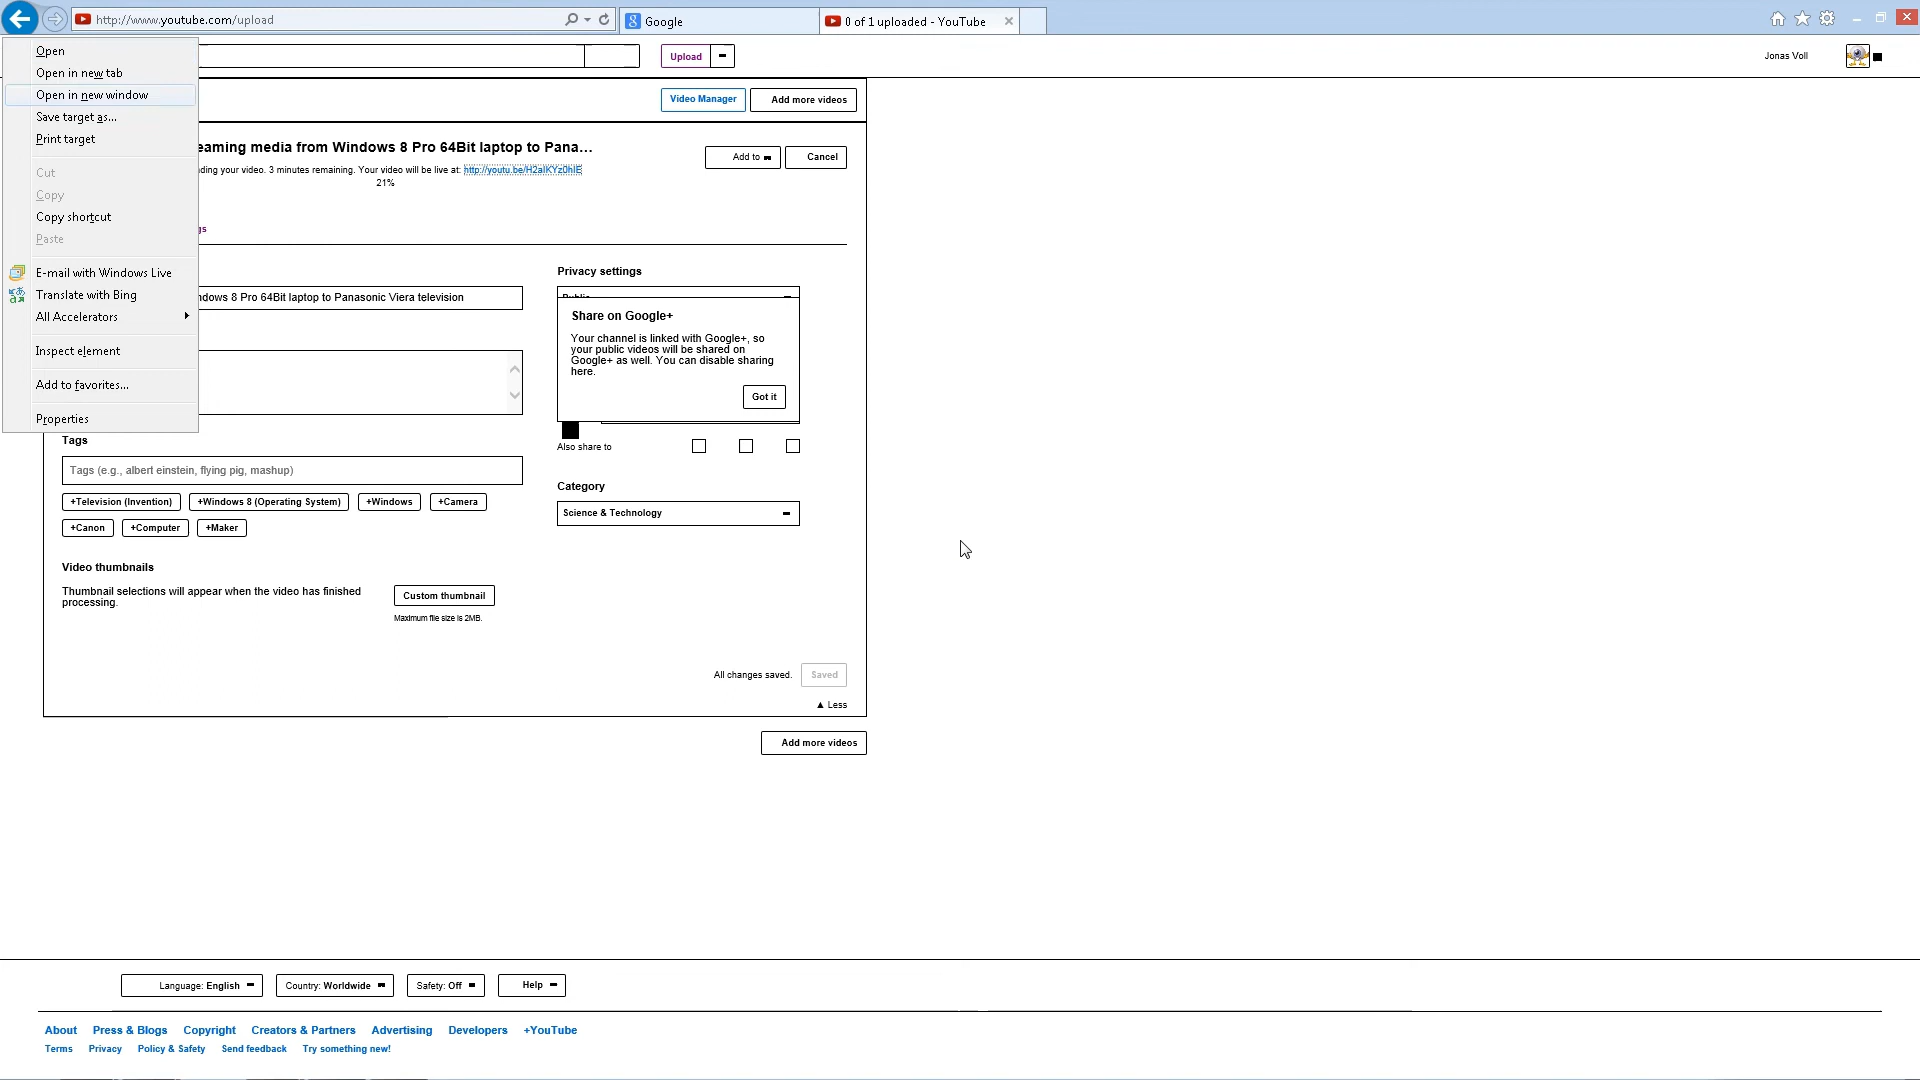 http://www.youtube.com/upload
Google
0 of 1 uploaded - YouTube
Open
Open in new tab
Open in new window
Save target as...
Print target
Cut
Copy
Copy shortcut
Paste
E-mail with Windows Live
Translate with Bing
All Accelerators
Inspect element
Add to favorites...
Properties
Upload
Jonas Voll
Video Manager
Add more videos
eaming media from Windows 8 Pro 64Bit laptop to Pana...
Add to
Cancel
ding your video. 3 minutes remaining. Your video will be live at: http://youtu.be/H2alKYz0hlE
21%
gs
ndows 8 Pro 64Bit laptop to Panasonic Viera television
Privacy settings
Public
Share on Google+
Your channel is linked with Google+, so
your public videos will be shared on
Google+ as well. You can disable sharing
here.
Got it
Also share to
Tags
Tags (e.g., albert einstein, flying pig, mashup)
+Television (Invention) +Windows 8 (Operating System) +Windows +Camera
+Canon +Computer +Maker
Category
Science & Technology
Video thumbnails
Thumbnail selections will appear when the video has finished
processing.
Custom thumbnail
Maximum file size is 2MB.
All changes saved.
Saved
▲ Less
Add more videos
Language: English
Country: Worldwide
Safety: Off
Help
About Press & Blogs Copyright Creators & Partners Advertising Developers +YouTube
Terms Privacy Policy & Safety Send feedback Try something new!